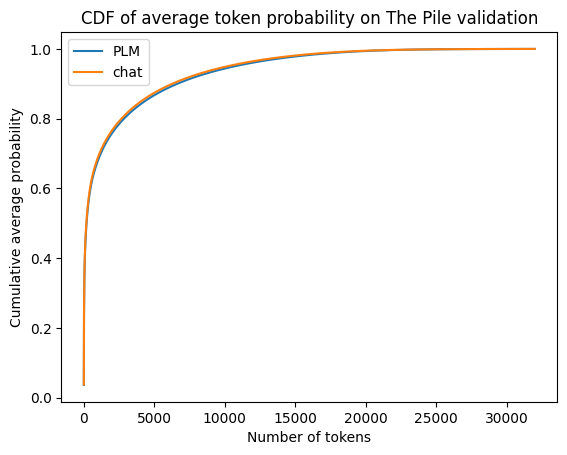 CDF of average token probability on The Pile validation
PLM
chat
1.0
0.8
0.6
0.4
0.2
0.0
Cumulative average probability
0 5000 10000 15000 20000 25000 30000
Number of tokens